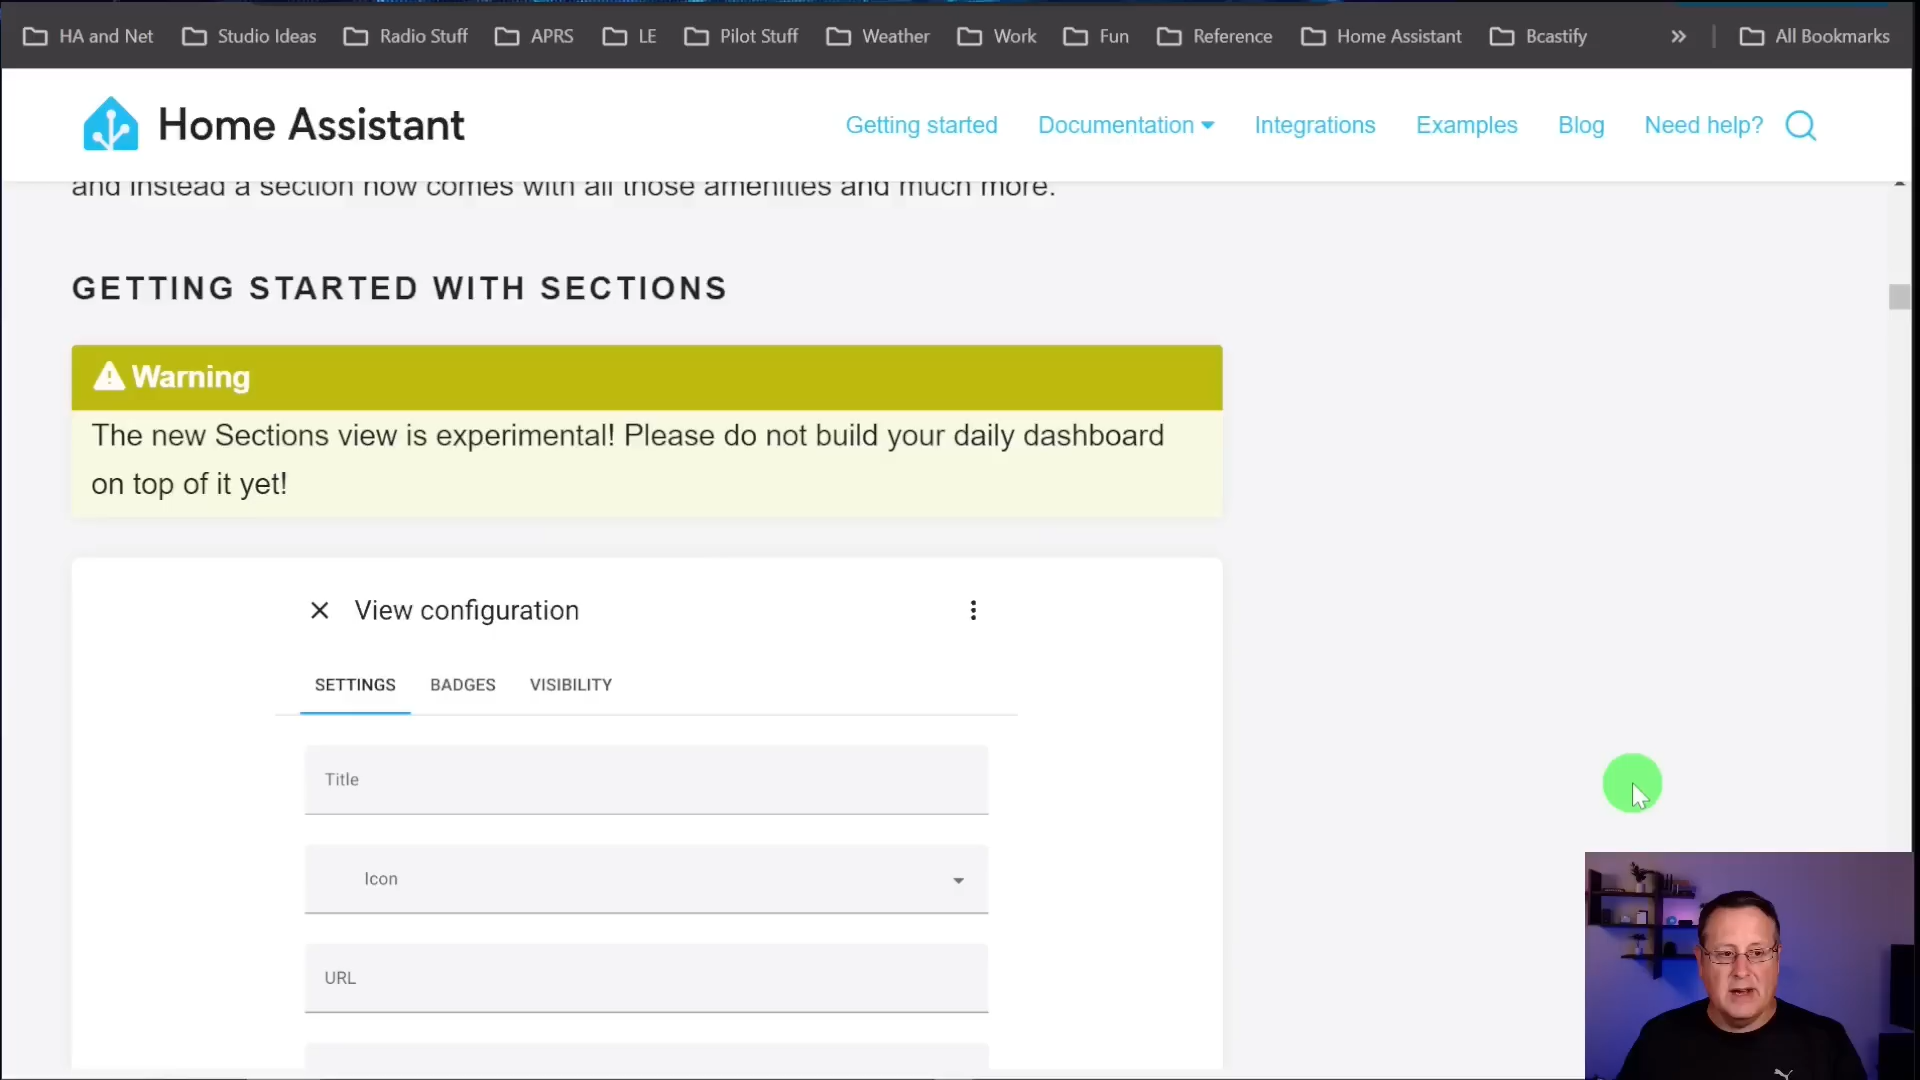 HA and Net Studio Ideas Radio Stuff APRS LE Pilot Stuff Weather Work Fun Reference Home Assistant Bcastify » All Bookmarks
Home Assistant Getting started Documentation Integrations Examples Blog Need help?
and instead a section now comes with all those amenities and much more.
GETTING STARTED WITH SECTIONS
Warning
The new Sections view is experimental! Please do not build your daily dashboard
on top of it yet!
View configuration
SETTINGS BADGES VISIBILITY
Title
Icon
URL